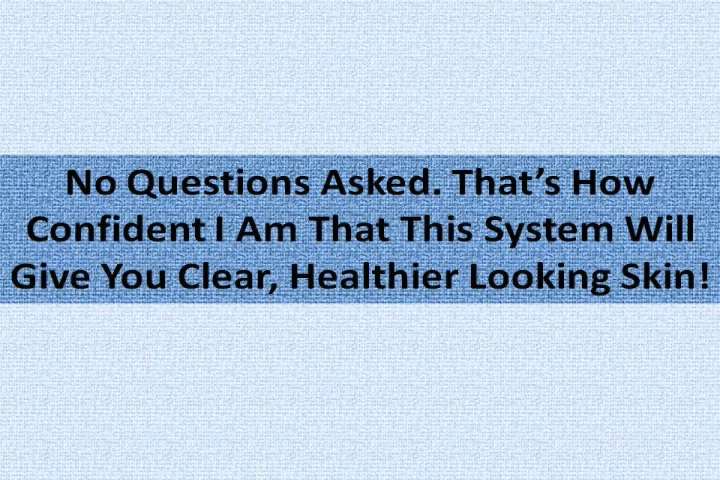 No Questions Asked. That’s How
Confident I Am That This System Will
Give You Clear, Healthier Looking Skin!